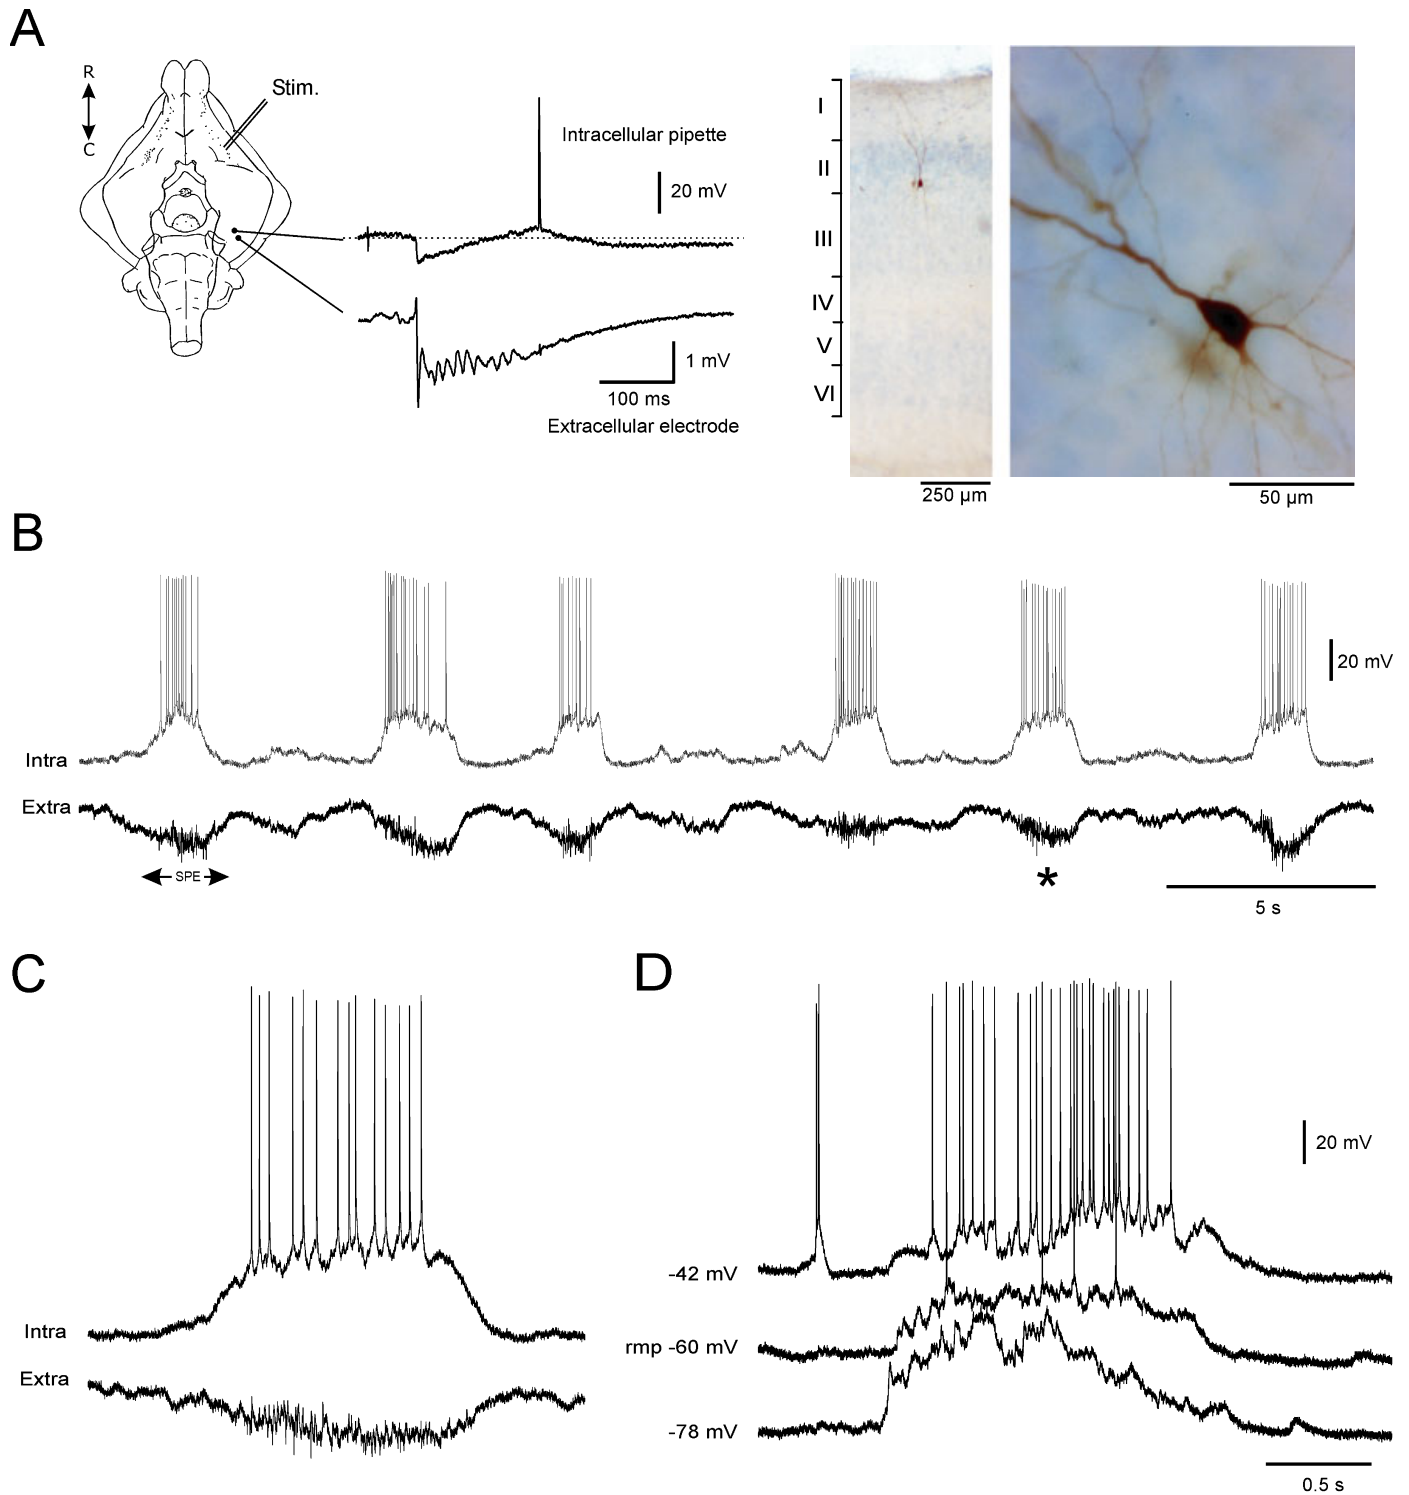 A
R
C
Stim.
Intracellular pipette
20 mV
1 mV
100 ms
Extracellular electrode
I
II
III
IV
V
VI
250 µm
50 µm
B
20 mV
Intra
Extra
SPE
*
5 s
C
Intra
Extra
D
20 mV
-42 mV
rmp -60 mV
-78 mV
0.5 s